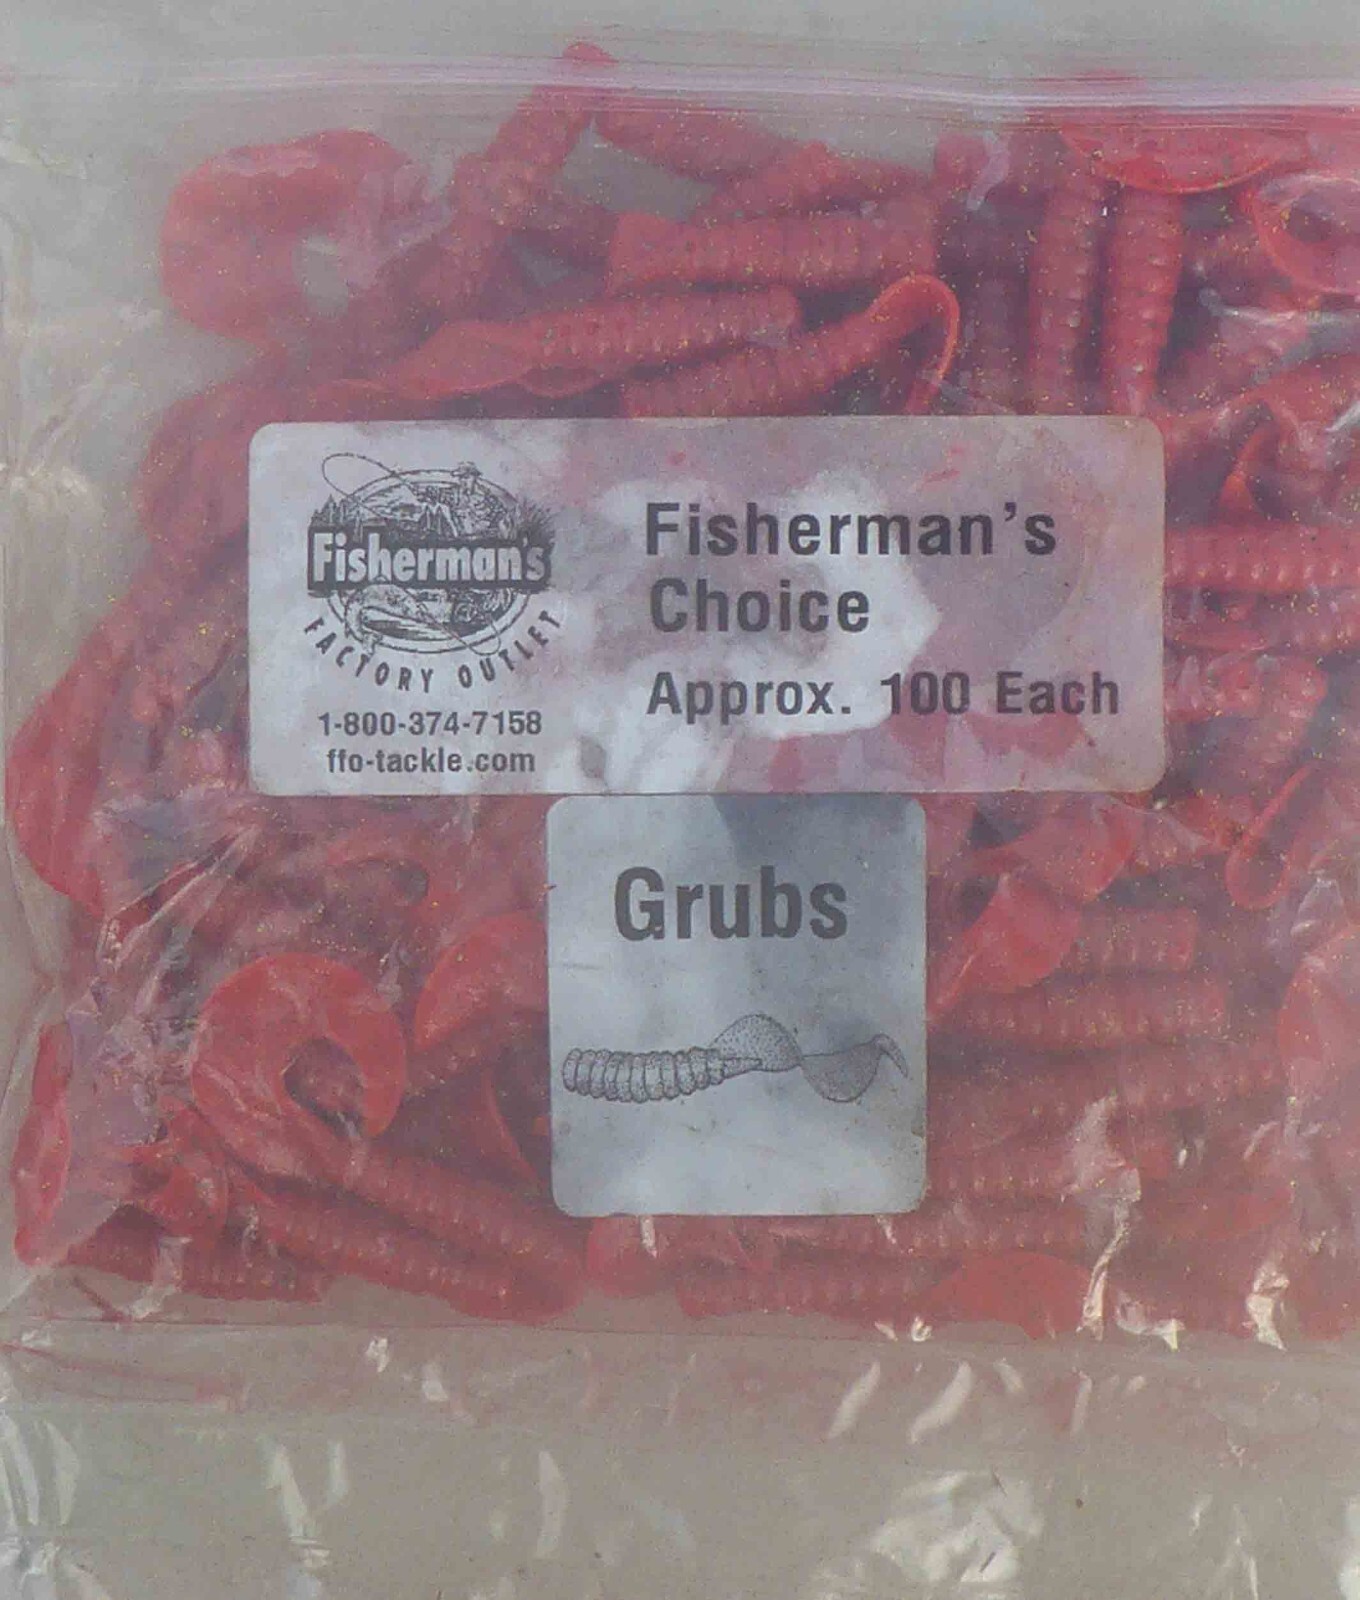 Fisherman's
FACTORY OUTLET
1-800-374-7158
ffo-tackle.com
Fisherman's
Choice
Approx. 100 Each
Grubs